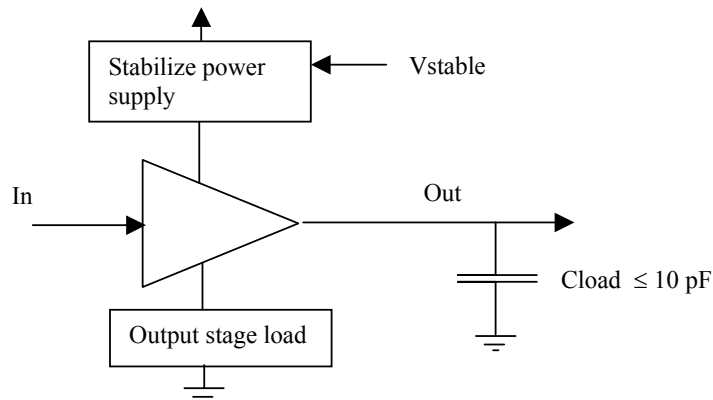 Stabilize power
supply
Vstable
In
Out
Cload ≤ 10 pF
Output stage load